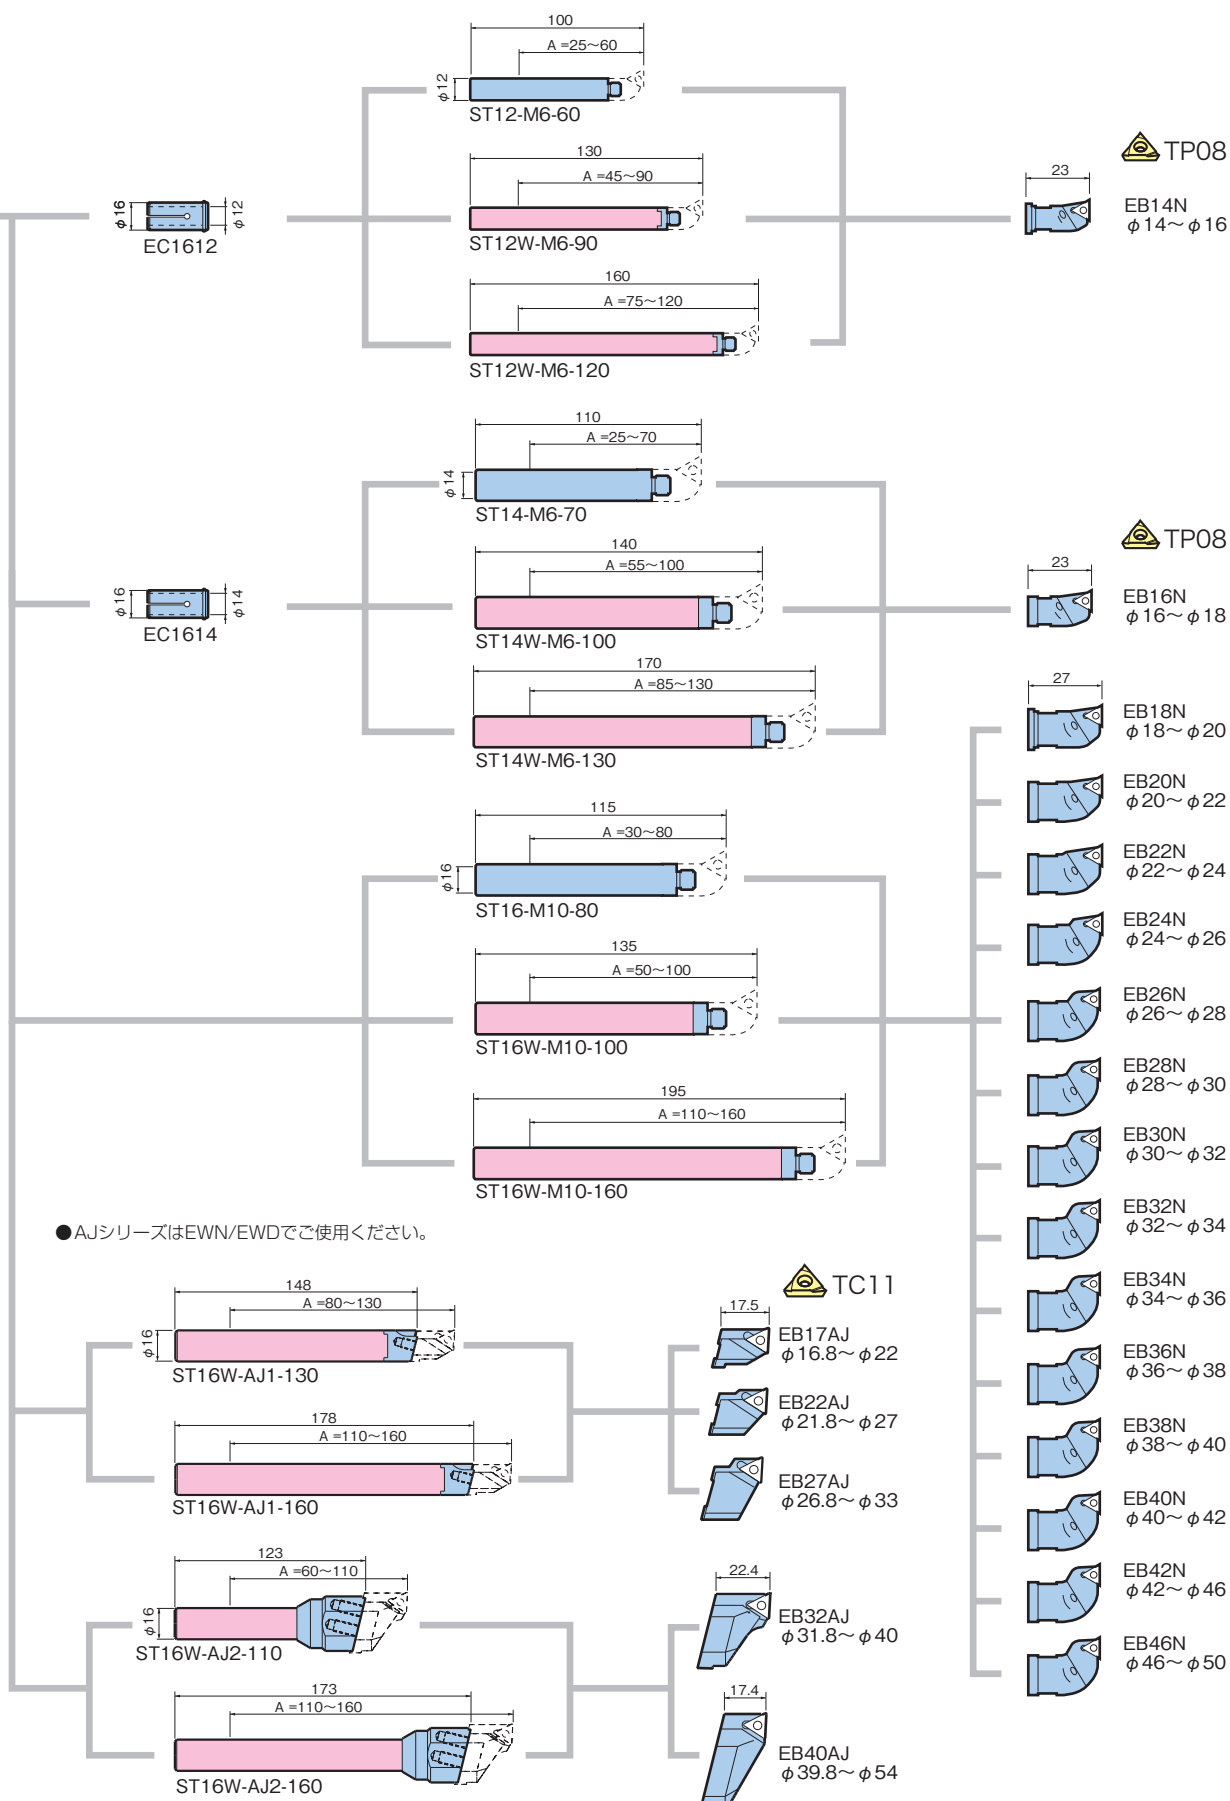 100
A =25～60
φ12
ST12-M6-60
130
A =45～90
φ16
φ12
EC1612
ST12W-M6-90
160
A =75～120
ST12W-M6-120
TP08
23
EB14N
φ14～φ16
110
A =25～70
φ14
ST14-M6-70
140
A =55～100
φ16
φ14
EC1614
ST14W-M6-100
170
A =85～130
ST14W-M6-130
TP08
23
EB16N
φ16～φ18
27
EB18N
φ18～φ20
EB20N
φ20～φ22
115
A =30～80
φ16
ST16-M10-80
EB22N
φ22～φ24
EB24N
φ24～φ26
135
A =50～100
ST16W-M10-100
EB26N
φ26～φ28
EB28N
φ28～φ30
195
A =110～160
ST16W-M10-160
EB30N
φ30～φ32
EB32N
φ32～φ34
EB34N
φ34～φ36
EB36N
φ36～φ38
EB38N
φ38～φ40
EB40N
φ40～φ42
EB42N
φ42～φ46
EB46N
φ46～φ50
●AJシリーズはEWN/EWDでご使用ください。
148
A =80～130
φ16
ST16W-AJ1-130
178
A =110～160
ST16W-AJ1-160
TC11
17.5
EB17AJ
φ16.8～φ22
EB22AJ
φ21.8～φ27
EB27AJ
φ26.8～φ33
123
A =60～110
φ16
ST16W-AJ2-110
173
A =110～160
ST16W-AJ2-160
22.4
EB32AJ
φ31.8～φ40
17.4
EB40AJ
φ39.8～φ54